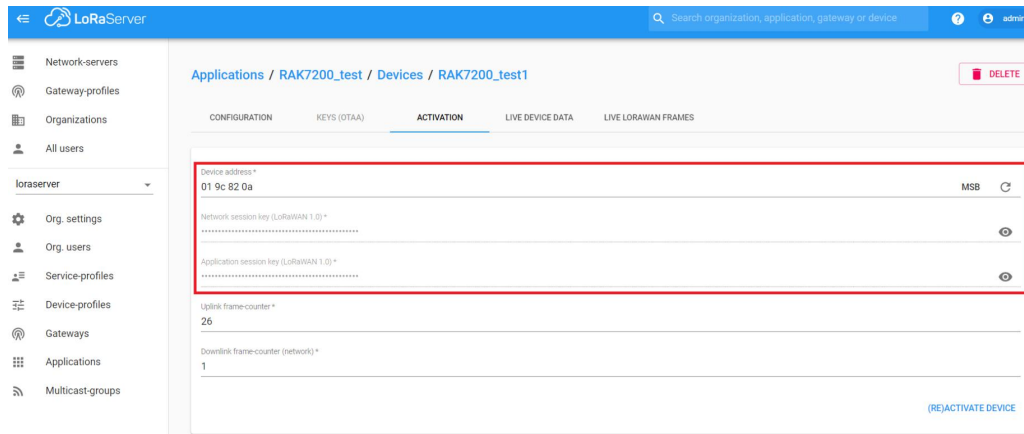 LoRaServer
Search organization, application, gateway or device
? admin
Network-servers
Gateway-profiles
Organizations
All users
loraserver
Org. settings
Org. users
Service-profiles
Device-profiles
Gateways
Applications
Multicast-groups
Applications / RAK7200_test / Devices / RAK7200_test1
DELETE
CONFIGURATION KEYS (OTAA) ACTIVATION LIVE DEVICE DATA LIVE LORAWAN FRAMES
Device address *
01 9c 82 0a MSB
Network session key (LoRaWAN 1.0) *
Application session key (LoRaWAN 1.0) *
Uplink frame-counter *
26
Downlink frame-counter (network) *
1
(RE)ACTIVATE DEVICE